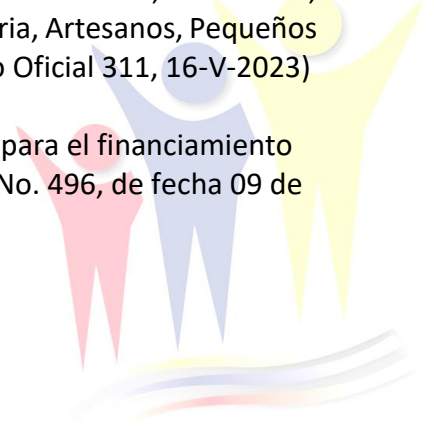 ria, Artesanos, Pequeños
o Oficial 311, 16-V-2023)
para el financiamiento
No. 496, de fecha 09 de